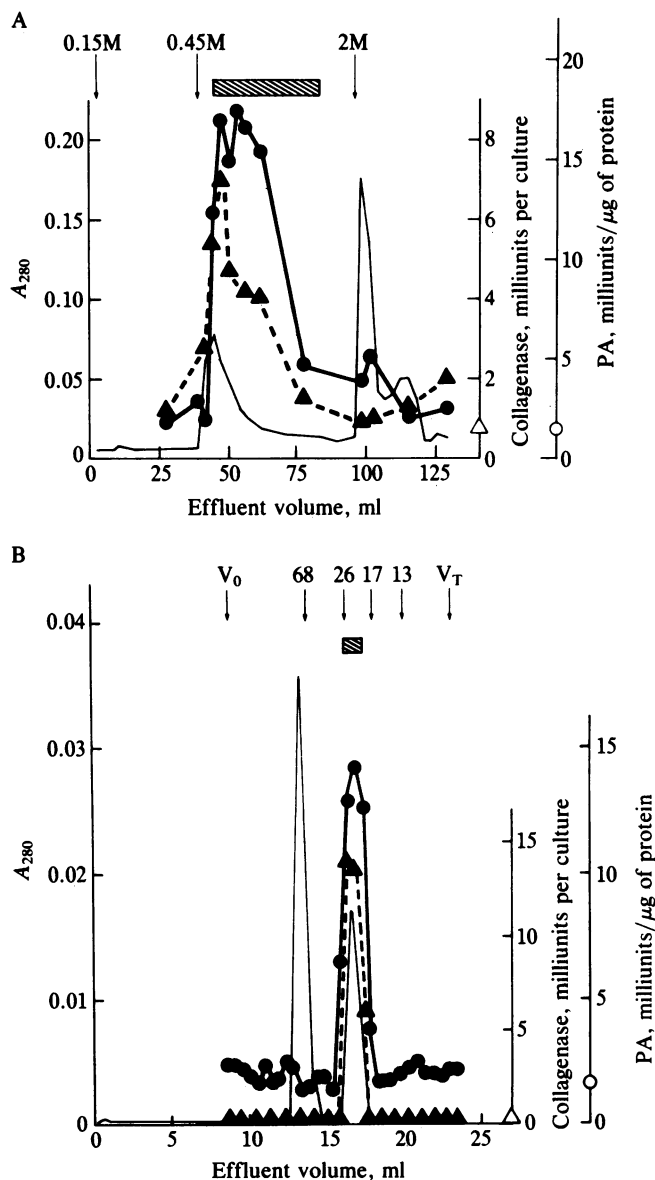 A
0.15M 0.45M 2M
20
0.20
8
15
0.15
6
10
0.10
4
5
0.05
2
0
0
0
0 25 50 75 100 125
A280
Effluent volume, ml
Collagenase, milliunits per culture
PA, milliunits/μg of protein
B
V0 68 26 17 13 VT
0.04
0.03
15
15
0.02
10
10
0.01
5
5
0
0
0
0 5 10 15 20 25
A280
Effluent volume, ml
Collagenase, milliunits per culture
PA, milliunits/μg of protein